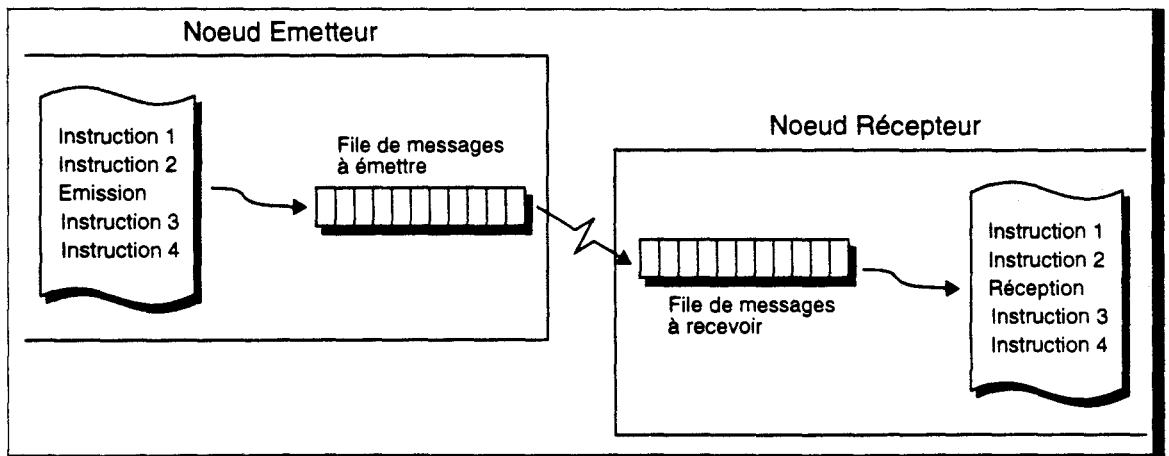 Noeud Emetteur
Instruction 1
Instruction 2
Emission
Instruction 3
Instruction 4
File de messages
à émettre
Noeud Récepteur
File de messages
à recevoir
Instruction 1
Instruction 2
Réception
Instruction 3
Instruction 4